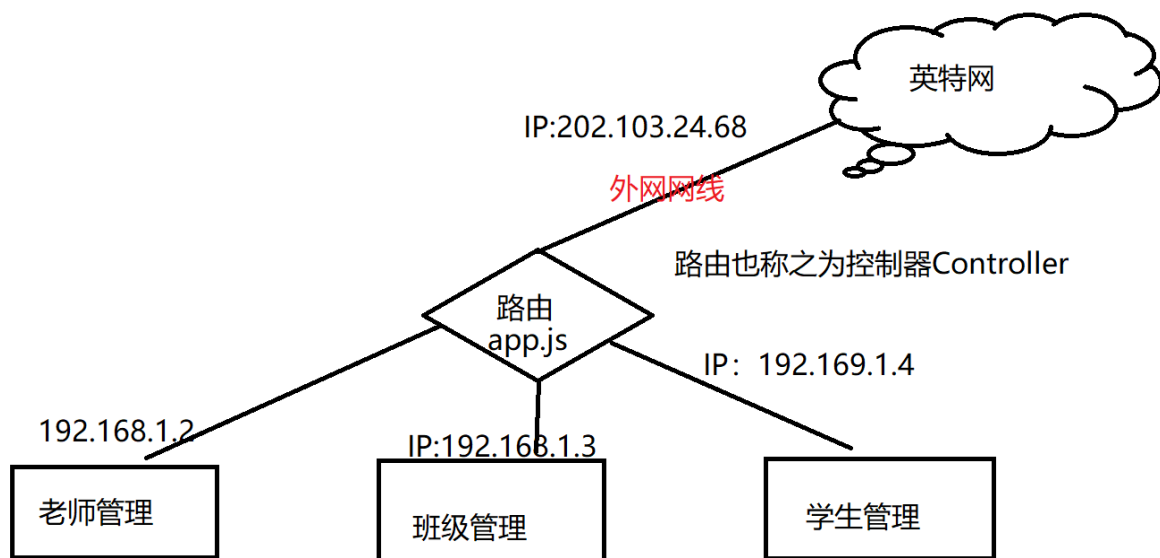 英特网
IP:202.103.24.68
外网网线
路由也称之为控制器Controller
路由
app.js
IP：192.169.1.4
192.168.1.2
IP:192.168.1.3
老师管理
班级管理
学生管理